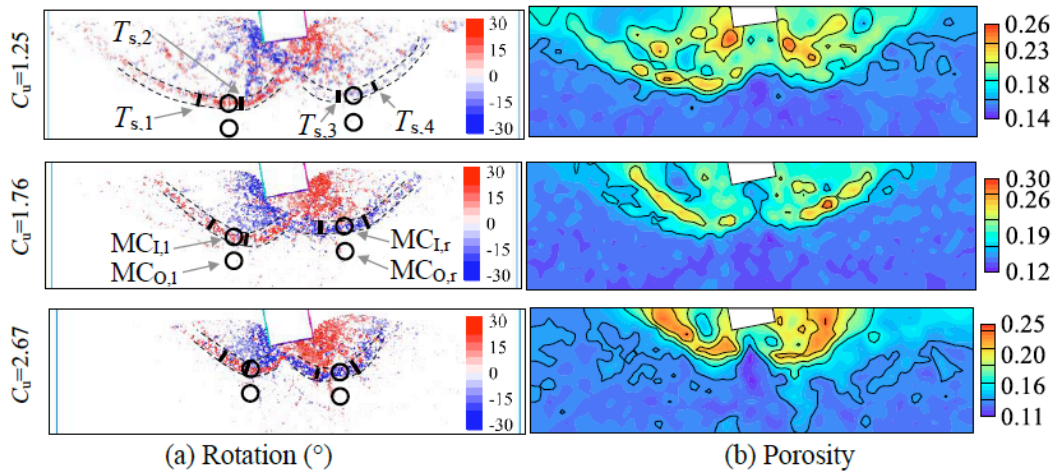 Cu=1.25
Ts,2
Ts,1
Ts,3
Ts,4
30
15
0
-15
-30
0.26
0.23
0.18
0.14
Cu=1.76
MCI,l
MCO,l
MCI,r
MCO,r
30
15
0
-15
-30
0.30
0.26
0.19
0.12
Cu=2.67
30
15
0
-15
-30
0.25
0.20
0.16
0.11
(a) Rotation (°)
(b) Porosity